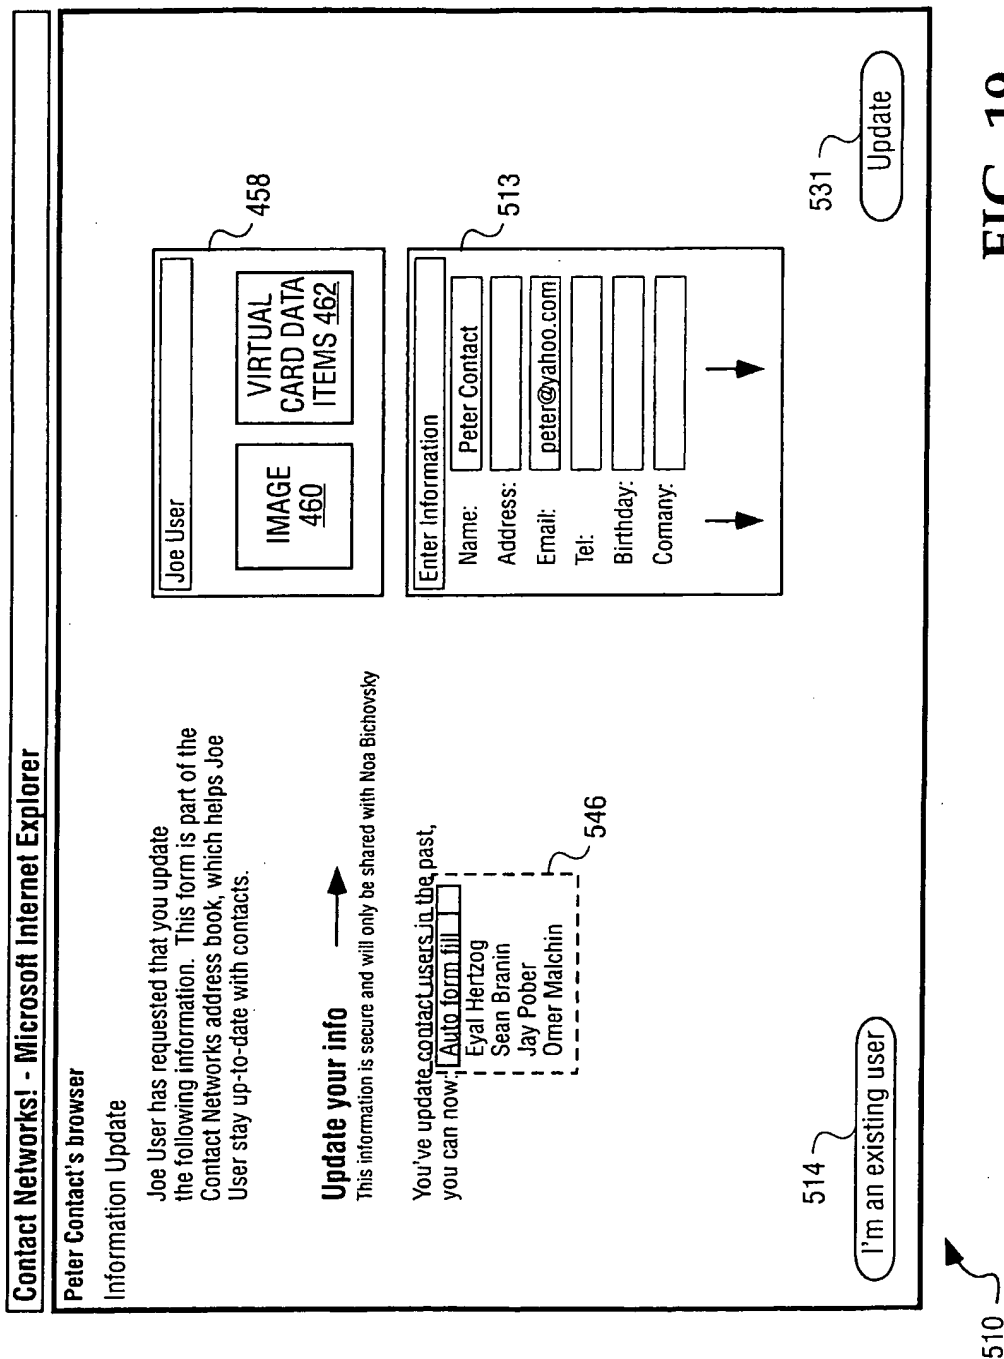 Contact Networks! - Microsoft Internet Explorer
Peter Contact's browser
Information Update
Joe User has requested that you update
the following information. This form is part of the
Contact Networks address book, which helps Joe
User stay up-to-date with contacts.
Update your info
This information is secure and will only be shared with Noa Bichovsky
You've update contact users in the past,
you can now:
Auto form fill
Eyal Hertzog
Sean Branin
Jay Pober
Omer Malchin
546
Joe User
IMAGE
460
VIRTUAL
CARD DATA
ITEMS 462
458
Enter Information
Name: Peter Contact
Address:
Email: peter@yahoo.com
Tel:
Birthday:
Comany:
513
514
I'm an existing user
531
Update
510
FIG. 19